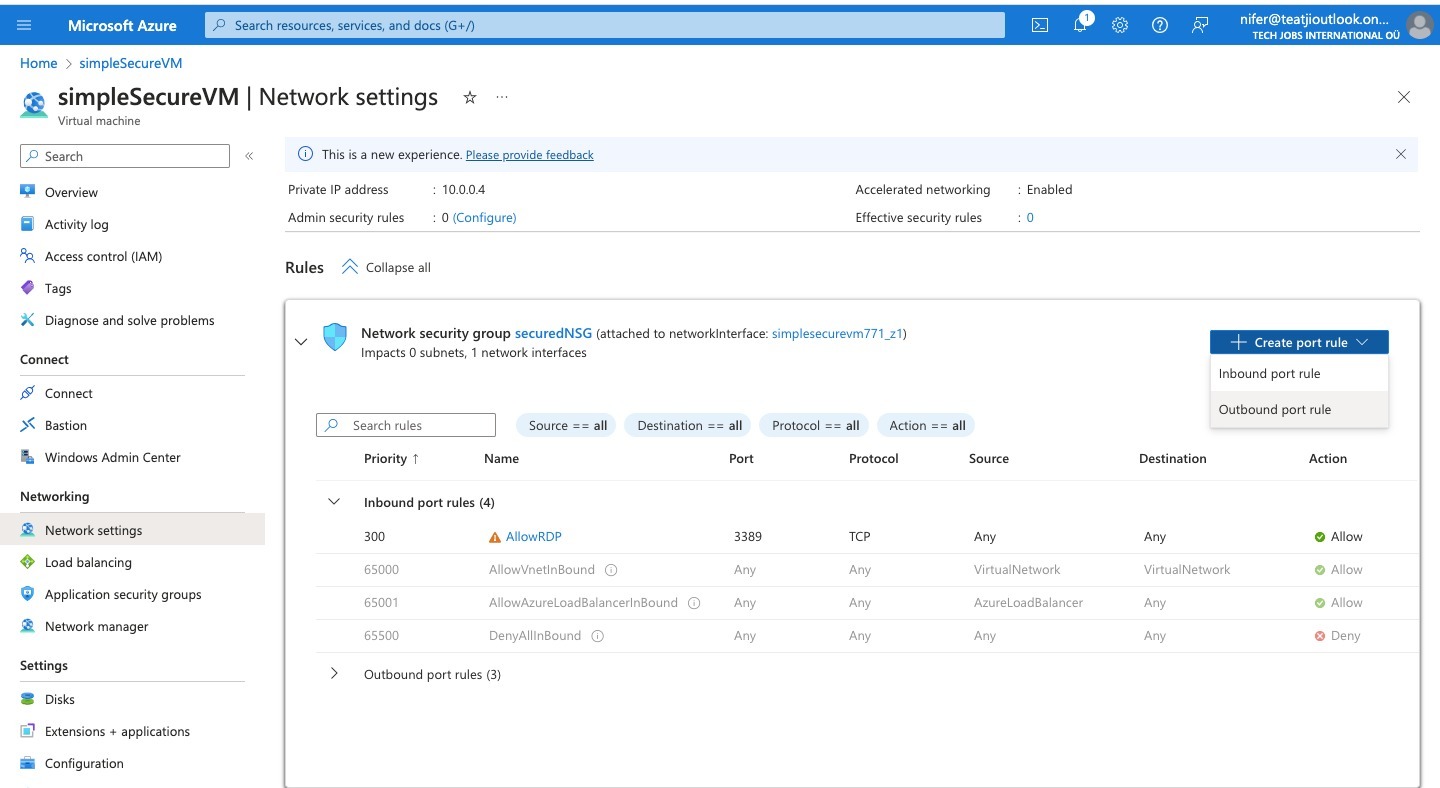 Microsoft Azure
Search resources, services, and docs (G+/)
1
nifer@teatjioutlook.on...
TECH JOBS INTERNATIONAL OÜ
Home > simpleSecureVM
simpleSecureVM | Network settings
Virtual machine
Search
Overview
Activity log
Access control (IAM)
Tags
Diagnose and solve problems
Connect
Connect
Bastion
Windows Admin Center
Networking
Network settings
Load balancing
Application security groups
Network manager
Settings
Disks
Extensions + applications
Configuration
This is a new experience. Please provide feedback
Private IP address : 10.0.0.4 Accelerated networking : Enabled
Admin security rules : 0 (Configure) Effective security rules : 0
Rules Collapse all
Network security group securedNSG (attached to networkInterface: simplesecurevm771_z1)
Impacts 0 subnets, 1 network interfaces
Create port rule
Inbound port rule
Outbound port rule
Search rules Source == all Destination == all Protocol == all Action == all
Priority ↑ Name Port Protocol Source Destination Action
Inbound port rules (4)
300 AllowRDP 3389 TCP Any Any Allow
65000 AllowVnetInBound Any Any VirtualNetwork VirtualNetwork Allow
65001 AllowAzureLoadBalancerInBound Any Any AzureLoadBalancer Any Allow
65500 DenyAllInBound Any Any Any Any Deny
Outbound port rules (3)